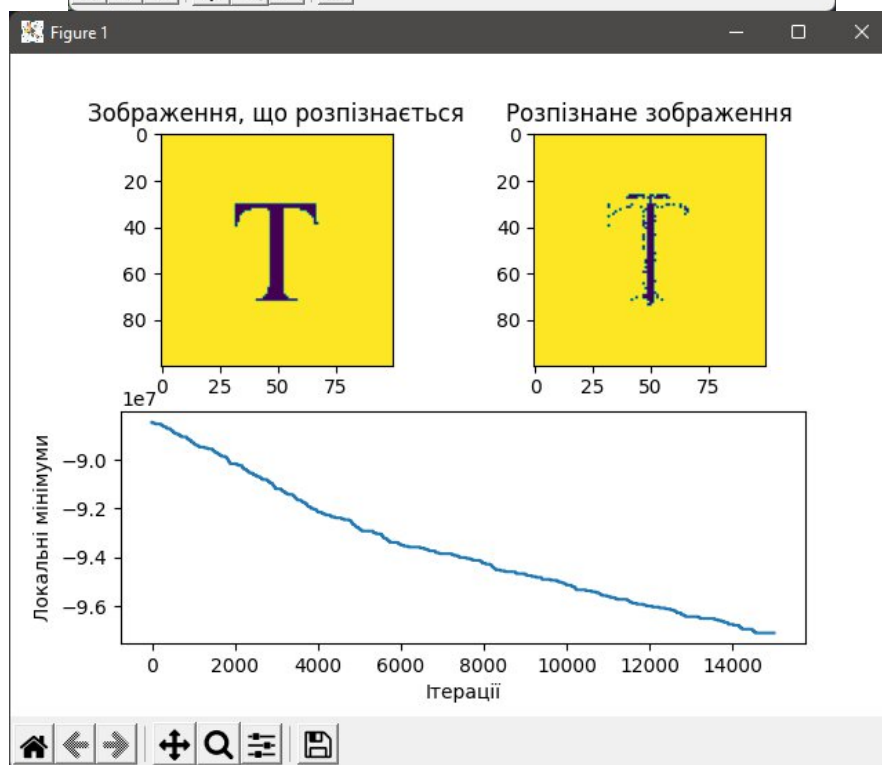 Figure 1
Зображення, що розпізнається
Розпізнане зображення
0
20
40
60
80
0 25 50 75
T
0
20
40
60
80
0 25 50 75
T
1e7
Локальні мінімуми
−9.0
−9.2
−9.4
−9.6
0 2000 4000 6000 8000 10000 12000 14000
Ітерації